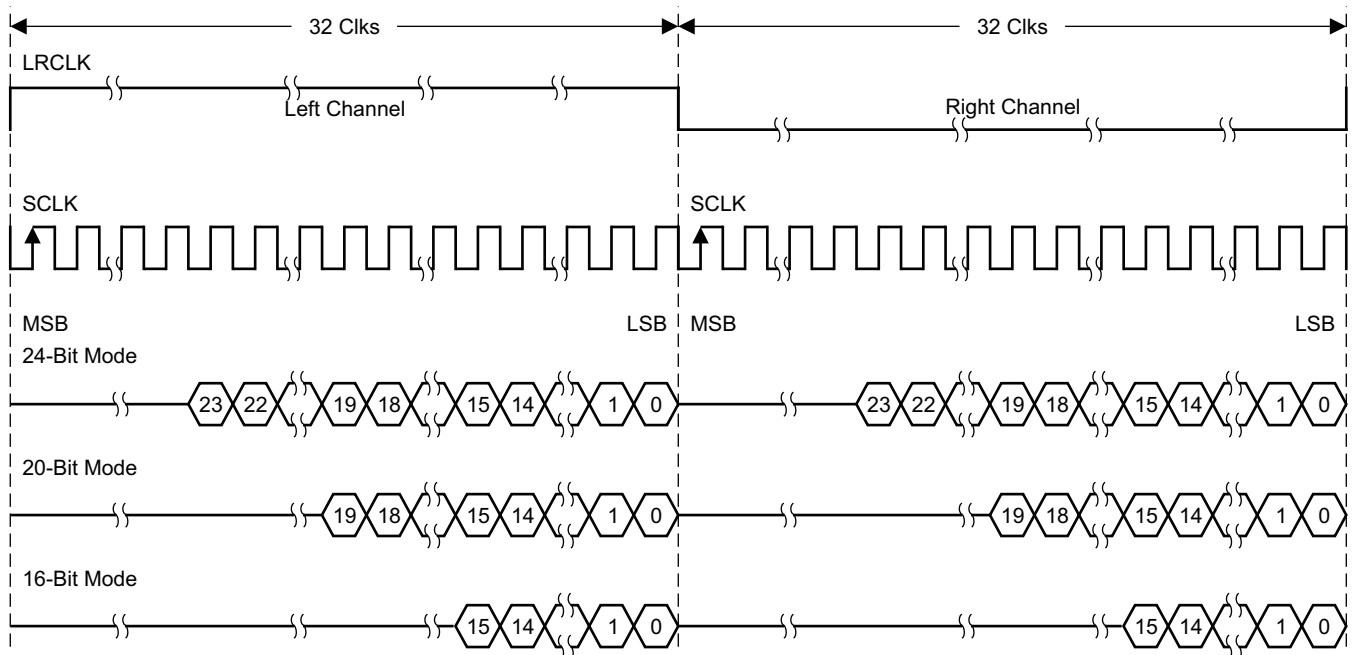 32 Clks 32 Clks
LRCLK
Left Channel Right Channel
SCLK SCLK
MSB LSB MSB LSB
24-Bit Mode
23 22 19 18 15 14 1 0 23 22 19 18 15 14 1 0
20-Bit Mode
19 18 15 14 1 0 19 18 15 14 1 0
16-Bit Mode
15 14 1 0 15 14 1 0